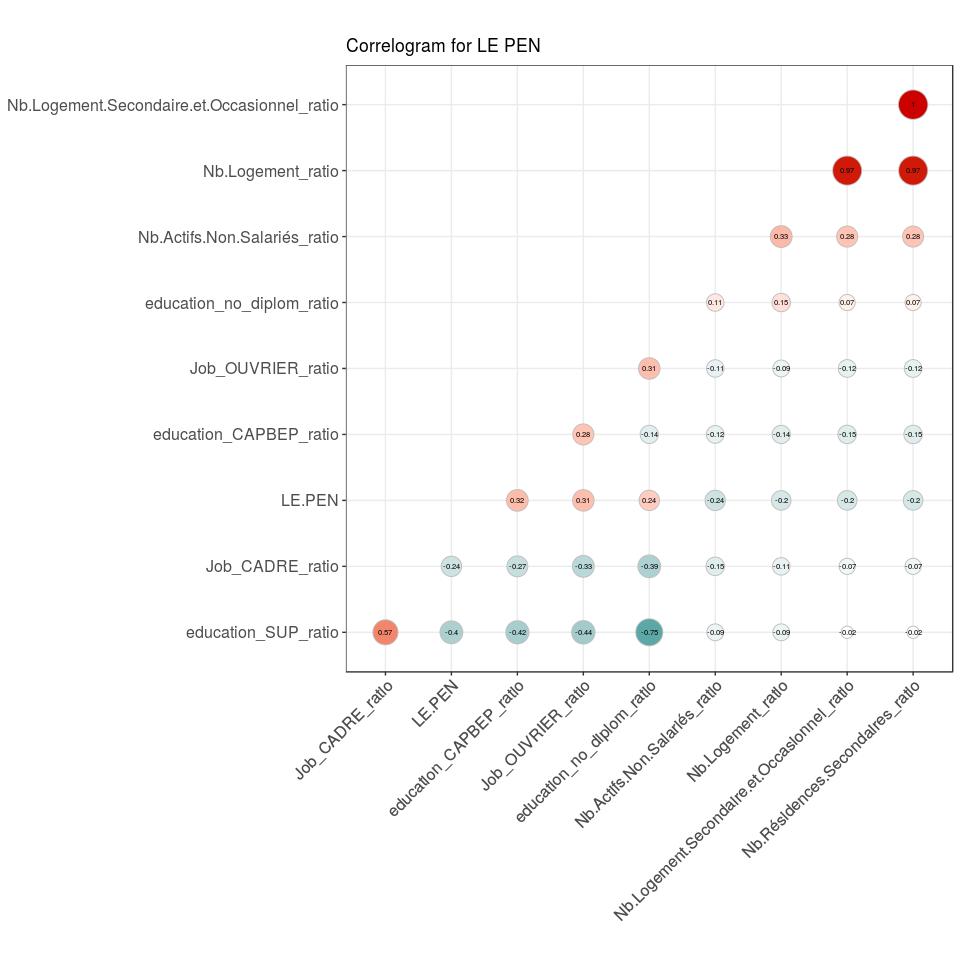 Correlogram for LE PEN
Nb.Logement.Secondaire.et.Occasionnel_ratio
1
Nb.Logement_ratio
0.97 0.97
Nb.Actifs.Non.Salariés_ratio
0.33 0.28 0.28
education_no_diplom_ratio
0.11 0.15 0.07 0.07
Job_OUVRIER_ratio
0.31 -0.11 -0.09 -0.12 -0.12
education_CAPBEP_ratio
0.28 -0.14 -0.12 -0.14 -0.15 -0.15
LE.PEN
0.32 0.31 0.24 -0.24 -0.2 -0.2 -0.2
Job_CADRE_ratio
-0.24 -0.27 -0.33 -0.39 -0.15 -0.11 -0.07 -0.07
education_SUP_ratio
0.57 -0.4 -0.42 -0.44 -0.75 -0.09 -0.09 -0.02 -0.02
Job_CADRE_ratio
LE.PEN
education_CAPBEP_ratio
Job_OUVRIER_ratio
education_no_diplom_ratio
Nb.Actifs.Non.Salariés_ratio
Nb.Logement_ratio
Nb.Logement.Secondaire.et.Occasionnel_ratio
Nb.Résidences.Secondaires_ratio